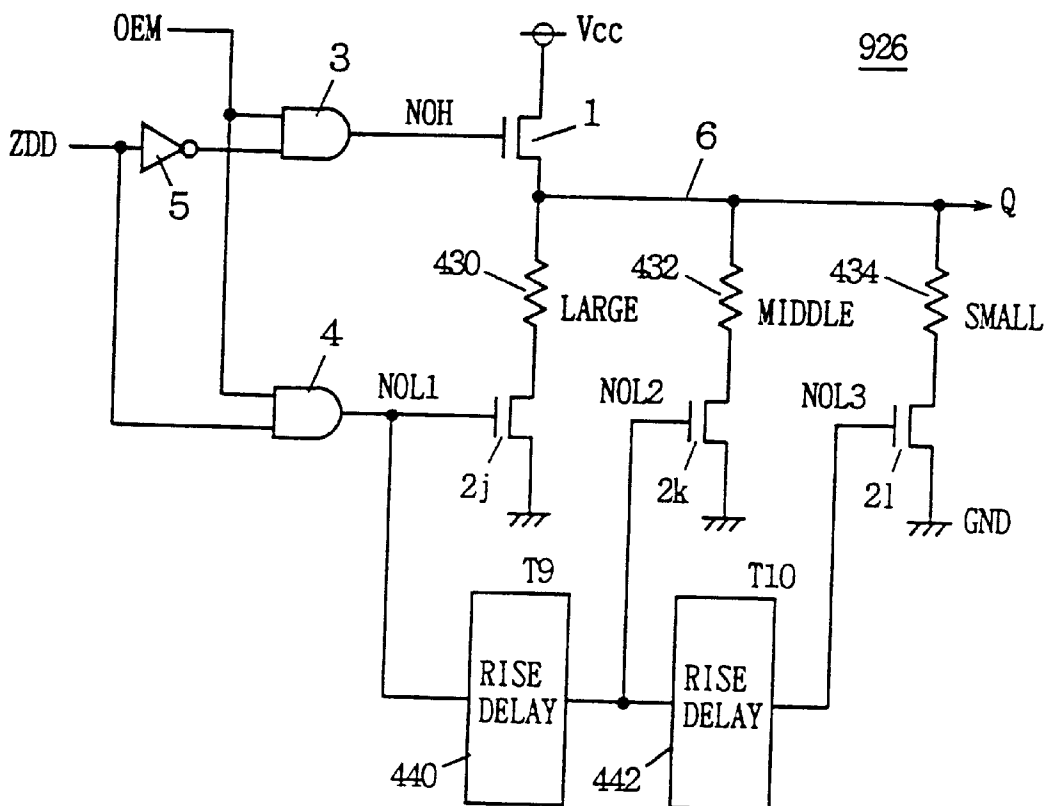 OEM
Vcc
926
3
NOH
1
ZDD
5
6
Q
430
LARGE
432
MIDDLE
434
SMALL
4
NOL1
2j
NOL2
2k
NOL3
2l
GND
T9
RISE
DELAY
440
T10
RISE
DELAY
442